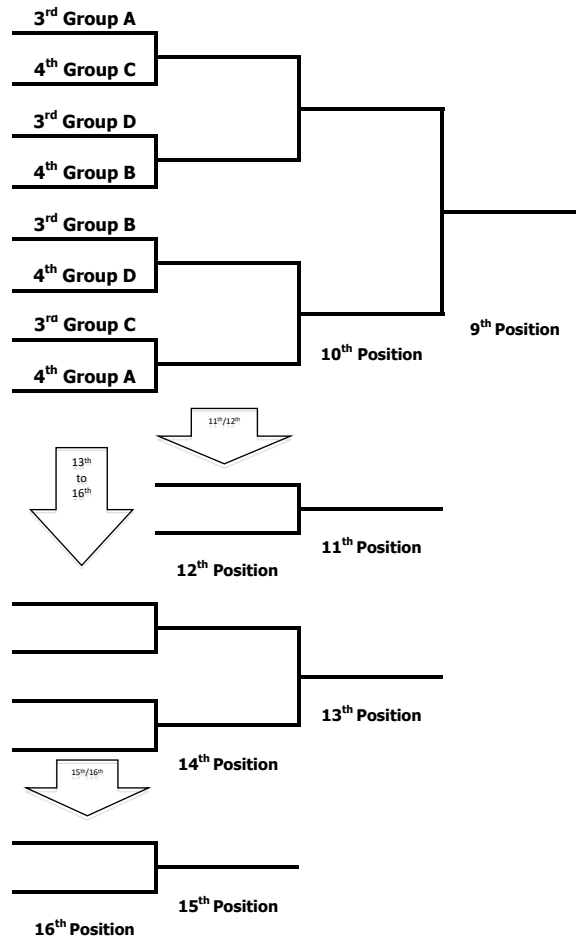 3rd Group A
4th Group C
3rd Group D
4th Group B
3rd Group B
4th Group D
3rd Group C
10th Position
9th Position
4th Group A
11th/12th
13th
to
16th
12th Position
11th Position
13th Position
15th/16th
14th Position
15th Position
16th Position